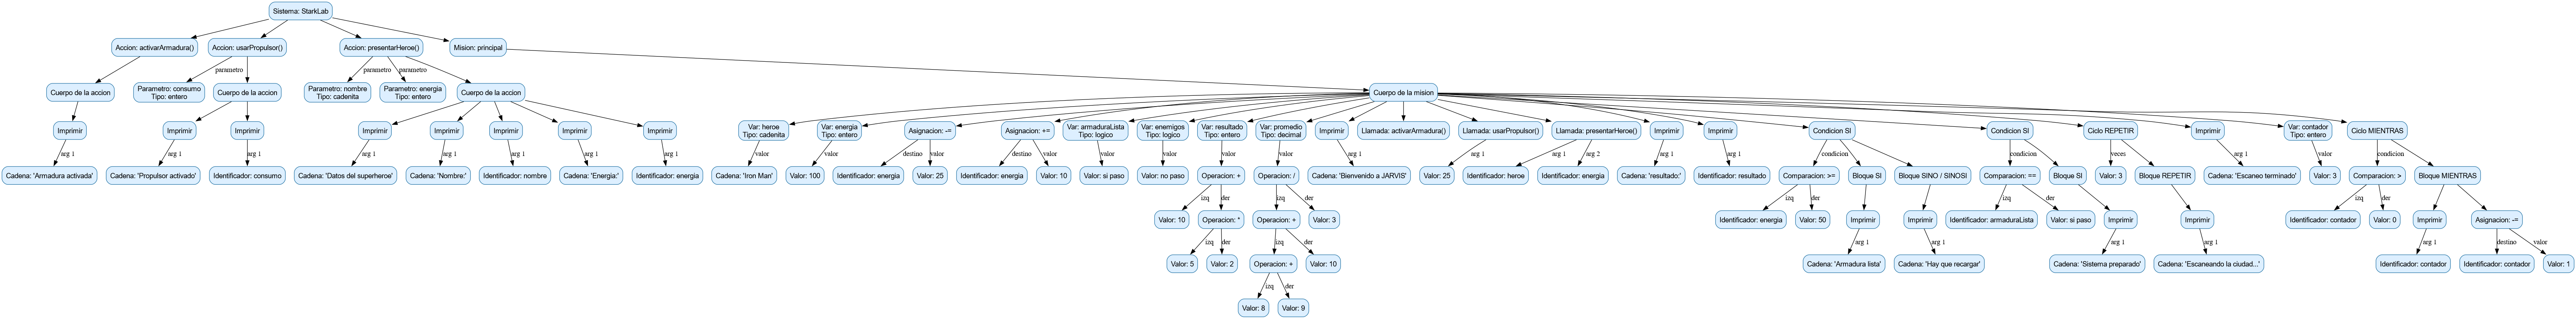 Sistema: StarkLab
Accion: activarArmadura()
Accion: usarPropulsor()
Accion: presentarHeroe()
Mision: principal
parametro
parametro
parametro
Cuerpo de la accion
Parametro: consumo
Tipo: entero
Cuerpo de la accion
Parametro: nombre
Tipo: cadenita
Parametro: energia
Tipo: entero
Cuerpo de la accion
Cuerpo de la mision
Imprimir
Imprimir
Imprimir
Imprimir
Imprimir
Imprimir
Imprimir
Imprimir
Var: heroe
Tipo: cadenita
Var: energia
Tipo: entero
Asignacion: -=
Asignacion: +=
Var: armaduraLista
Tipo: logico
Var: enemigos
Tipo: logico
Var: resultado
Tipo: entero
Var: promedio
Tipo: decimal
Imprimir
Llamada: activarArmadura()
Llamada: usarPropulsor()
Llamada: presentarHeroe()
Imprimir
Imprimir
Condicion SI
Condicion SI
Ciclo REPETIR
Imprimir
Var: contador
Tipo: entero
Ciclo MIENTRAS
arg 1
arg 1
arg 1
arg 1
arg 1
arg 1
arg 1
arg 1
valor
valor
destino
valor
destino
valor
valor
valor
valor
valor
arg 1
arg 1
arg 1
arg 2
arg 1
arg 1
condicion
condicion
veces
arg 1
valor
condicion
Cadena: 'Armadura activada'
Cadena: 'Propulsor activado'
Identificador: consumo
Cadena: 'Datos del superheroe'
Cadena: 'Nombre:'
Identificador: nombre
Cadena: 'Energia:'
Identificador: energia
Cadena: 'Iron Man'
Valor: 100
Identificador: energia
Valor: 25
Identificador: energia
Valor: 10
Valor: si paso
Valor: no paso
Operacion: +
Operacion: /
Cadena: 'Bienvenido a JARVIS'
Valor: 25
Identificador: heroe
Identificador: energia
Cadena: 'resultado:'
Identificador: resultado
Comparacion: >=
Bloque SI
Bloque SINO / SINOSI
Comparacion: ==
Bloque SI
Valor: 3
Bloque REPETIR
Cadena: 'Escaneo terminado'
Valor: 3
Comparacion: >
Bloque MIENTRAS
izq
der
izq
der
izq
der
izq
der
izq
der
Valor: 10
Operacion: *
Operacion: +
Valor: 3
Identificador: energia
Valor: 50
Imprimir
Imprimir
Identificador: armaduraLista
Valor: si paso
Imprimir
Imprimir
Identificador: contador
Valor: 0
Imprimir
Asignacion: -=
izq
der
izq
der
arg 1
arg 1
arg 1
arg 1
arg 1
destino
valor
Valor: 5
Valor: 2
Operacion: +
Valor: 10
Cadena: 'Armadura lista'
Cadena: 'Hay que recargar'
Cadena: 'Sistema preparado'
Cadena: 'Escaneando la ciudad...'
Identificador: contador
Identificador: contador
Valor: 1
izq
der
Valor: 8
Valor: 9